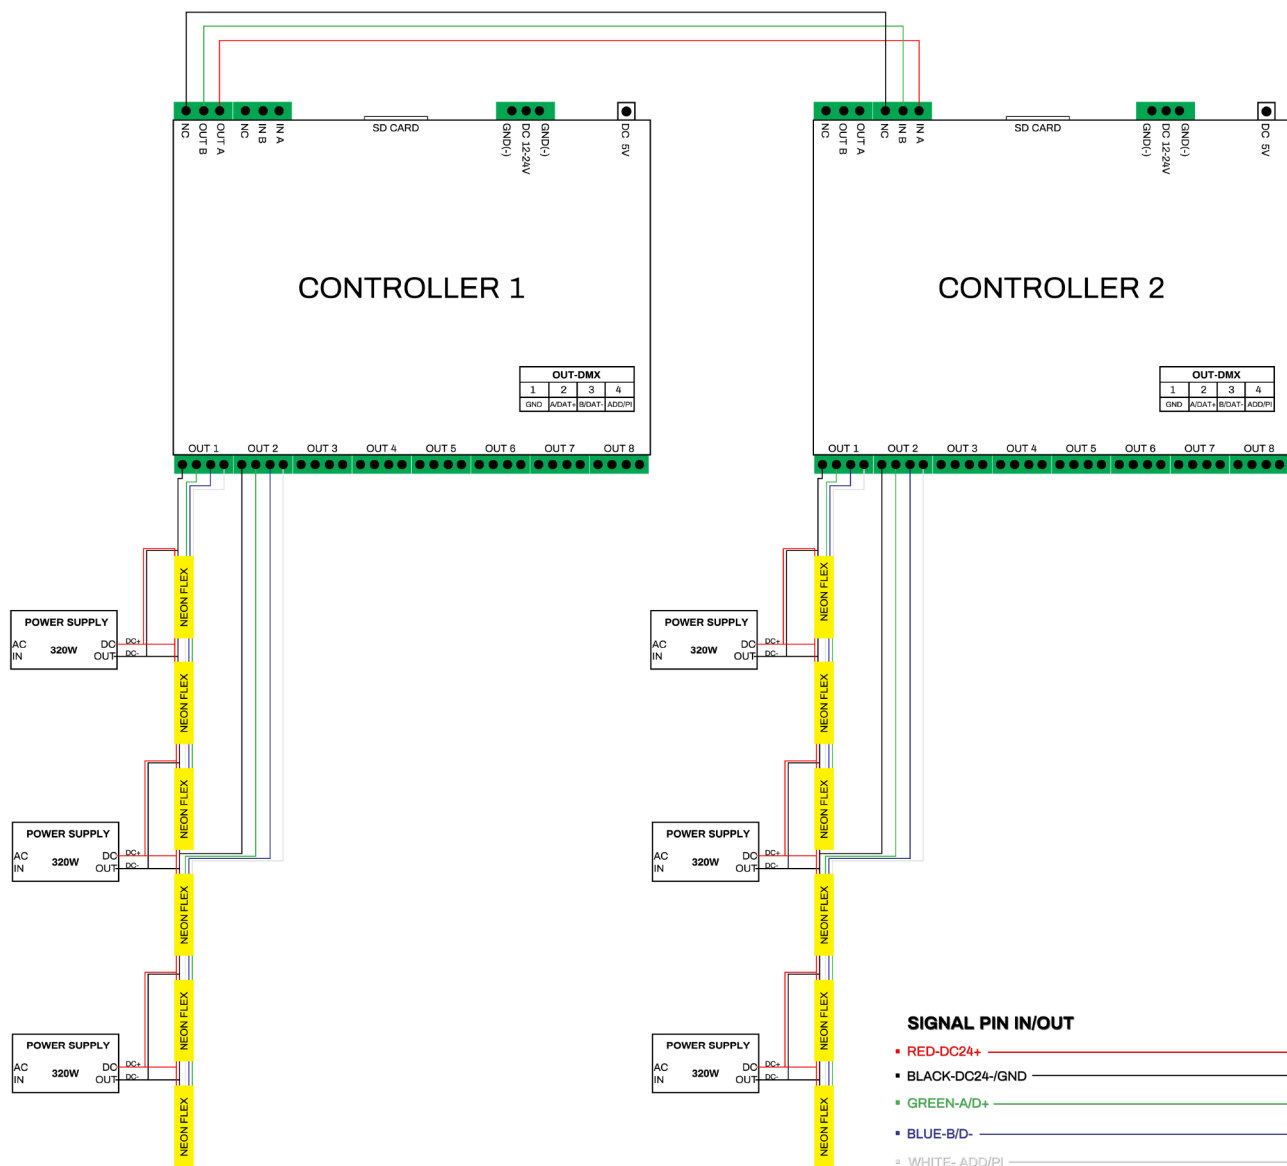 NC
OUT B
OUT A
NC
IN B
IN A
SD CARD
GND(-)
DC 12-24V
GND(-)
DC 5V
NC
OUT B
OUT A
NC
IN B
IN A
SD CARD
GND(-)
DC 12-24V
GND(-)
DC 5V
CONTROLLER 1
CONTROLLER 2
OUT-DMX
1 2 3 4
GND A/DAT+ B/DAT- ADD/PI
OUT-DMX
1 2 3 4
GND A/DAT+ B/DAT- ADD/PI
OUT 1 OUT 2 OUT 3 OUT 4 OUT 5 OUT 6 OUT 7 OUT 8
OUT 1 OUT 2 OUT 3 OUT 4 OUT 5 OUT 6 OUT 7 OUT 8
NEON FLEX
POWER SUPPLY
AC 320W DC DC+
IN OUT DC-
NEON FLEX
NEON FLEX
POWER SUPPLY
AC 320W DC DC+
IN OUT DC-
NEON FLEX
NEON FLEX
POWER SUPPLY
AC 320W DC DC+
IN OUT DC-
NEON FLEX
NEON FLEX
POWER SUPPLY
AC 320W DC DC+
IN OUT DC-
NEON FLEX
NEON FLEX
POWER SUPPLY
AC 320W DC DC+
IN OUT DC-
NEON FLEX
NEON FLEX
POWER SUPPLY
AC 320W DC DC+
IN OUT DC-
NEON FLEX
SIGNAL PIN IN/OUT
RED-DC24+
BLACK-DC24-/GND
GREEN-A/D+
BLUE-B/D-
WHITE- ADD/PI